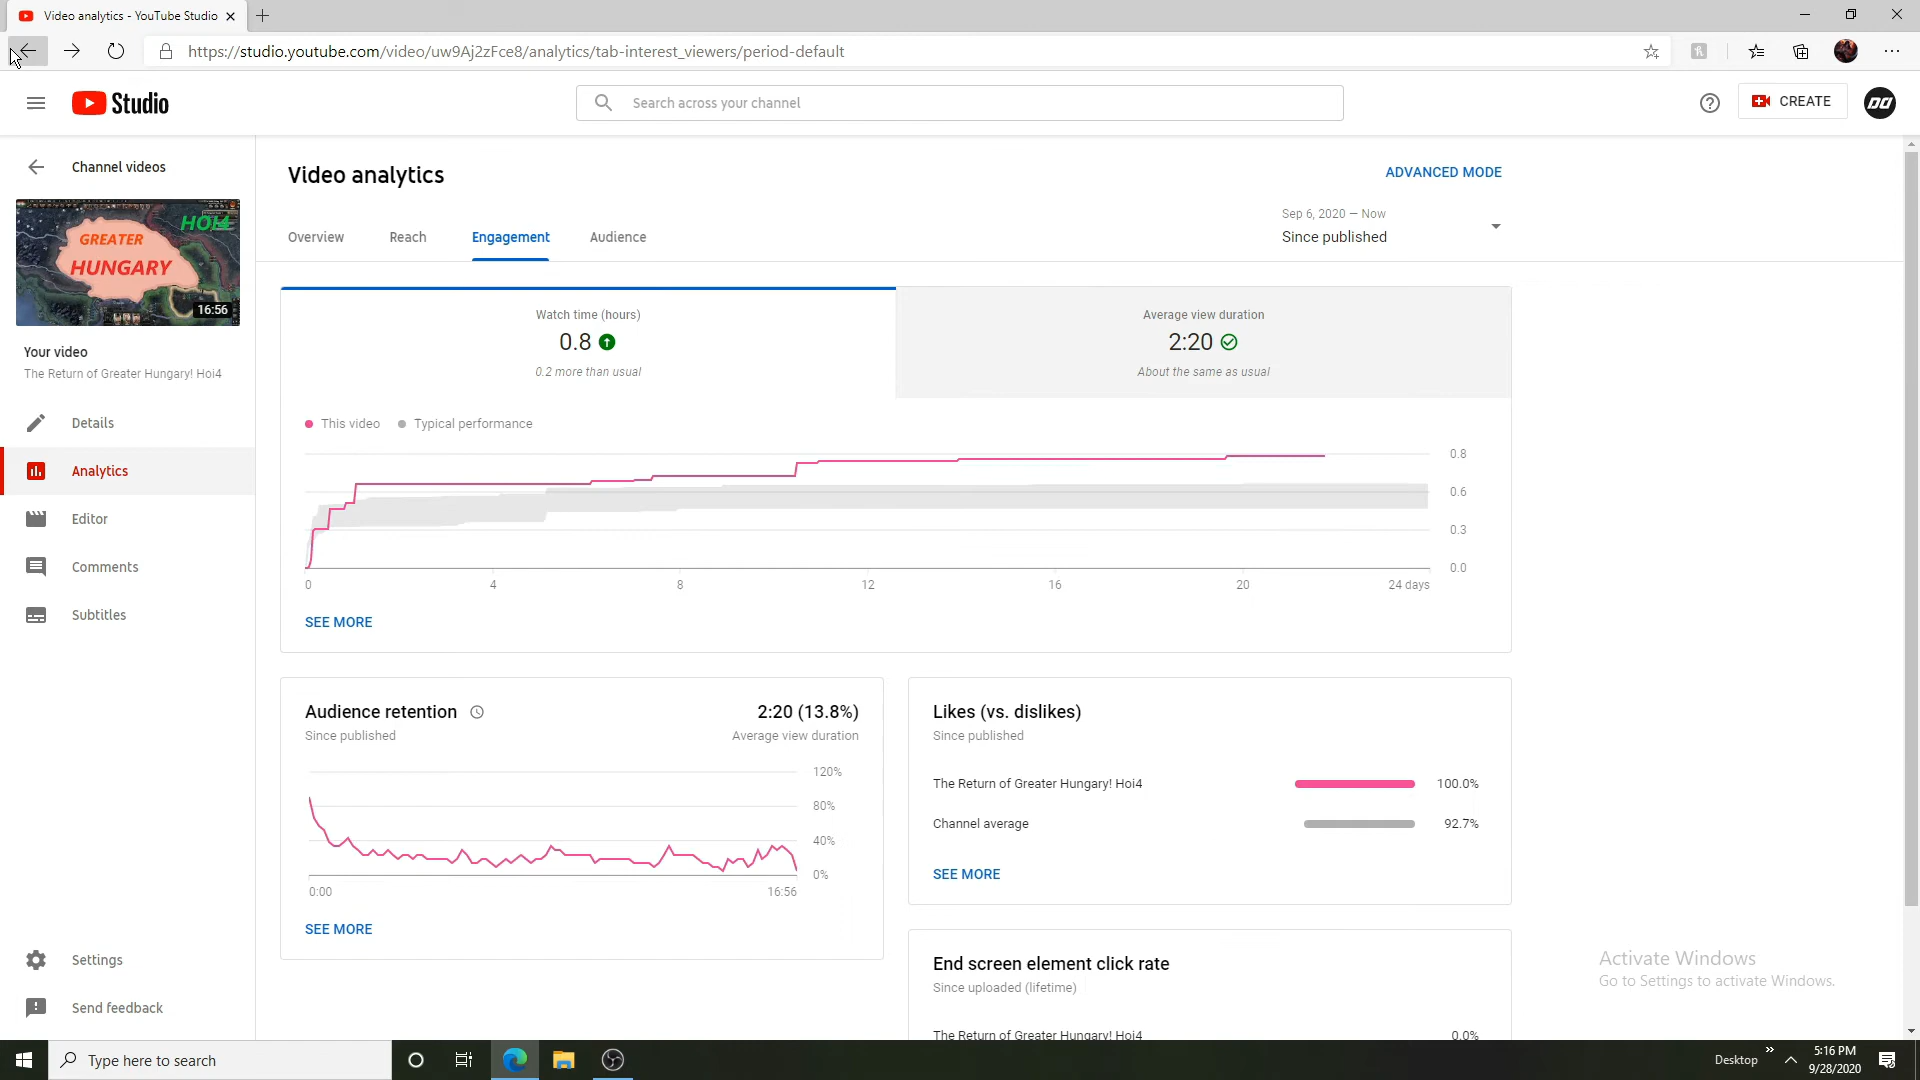 Video analytics - YouTube Studio
https://studio.youtube.com/video/uw9Aj2zFce8/analytics/tab-interest_viewers/period-default
Studio
Search across your channel
CREATE
Channel videos
HOI4
GREATER
HUNGARY
16:56
Your video
The Return of Greater Hungary! Hoi4
Details
Analytics
Editor
Comments
Subtitles
Settings
Send feedback
Video analytics
ADVANCED MODE
Overview
Reach
Engagement
Audience
Sep 6, 2020 – Now
Since published
Watch time (hours)
0.8
0.2 more than usual
Average view duration
2:20
About the same as usual
This video
Typical performance
0.8
0.6
0.3
0.0
0 4 8 12 16 20 24 days
SEE MORE
Audience retention
2:20 (13.8%)
Since published
Average view duration
120%
80%
40%
0%
0:00 16:56
SEE MORE
Likes (vs. dislikes)
Since published
The Return of Greater Hungary! Hoi4 100.0%
Channel average 92.7%
SEE MORE
End screen element click rate
Since uploaded (lifetime)
The Return of Greater Hungary! Hoi4 0.0%
Activate Windows
Go to Settings to activate Windows.
Type here to search
Desktop
5:16 PM
9/28/2020